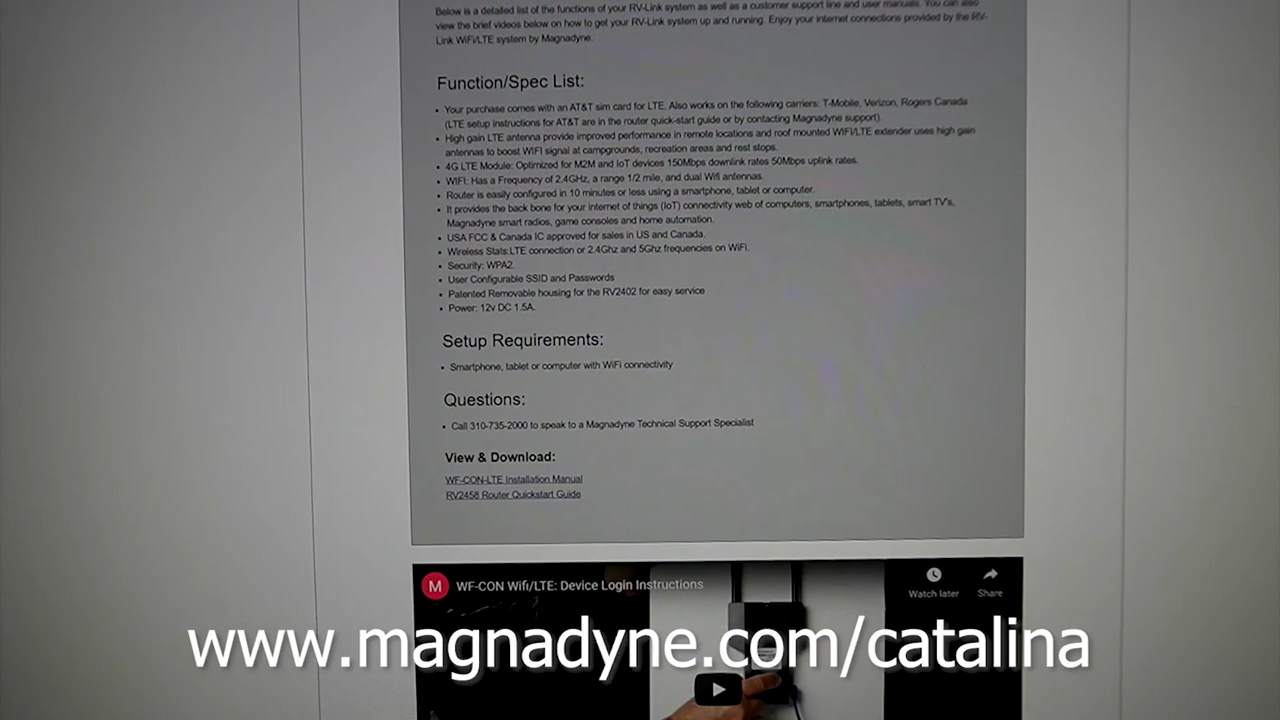 Below is a detailed list of the functions of your RV-Link system as well as a customer support line and user manuals. You can also
view the brief videos below on how to get your RV-Link system up and running. Enjoy your internet connections provided by the RV-
Link WiFi/LTE system by Magnadyne.
Function/Spec List:
• Your purchase comes with an AT&T sim card for LTE. Also works on the following carriers: T-Mobile, Verizon, Rogers Canada
(LTE setup instructions for AT&T are in the router quick-start guide or by contacting Magnadyne support).
• High gain LTE antenna provide improved performance in remote locations and roof mounted WIFI/LTE extender uses high gain
antennas to boost WIFI signal at campgrounds, recreation areas and rest stops.
• 4G LTE Module: Optimized for M2M and IoT devices 150Mbps downlink rates 50Mbps uplink rates.
• WIFI: Has a Frequency of 2.4GHz, a range 1/2 mile, and dual Wifi antennas.
• Router is easily configured in 10 minutes or less using a smartphone, tablet or computer.
• It provides the back bone for your internet of things (IoT) connectivity web of computers, smartphones, tablets, smart TV's,
Magnadyne smart radios, game consoles and home automation.
• USA FCC & Canada IC approved for sales in US and Canada.
• Wireless Stats:LTE connection or 2.4Ghz and 5Ghz frequencies on WiFi.
• Security: WPA2.
• User Configurable SSID and Passwords
• Patented Removable housing for the RV2402 for easy service
• Power: 12v DC 1.5A.
Setup Requirements:
• Smartphone, tablet or computer with WiFi connectivity
Questions:
• Call 310-735-2000 to speak to a Magnadyne Technical Support Specialist
View & Download:
WF-CON-LTE Installation Manual
RV2458 Router Quickstart Guide
M WF-CON Wifi/LTE: Device Login Instructions
Watch later Share
www.magnadyne.com/catalina